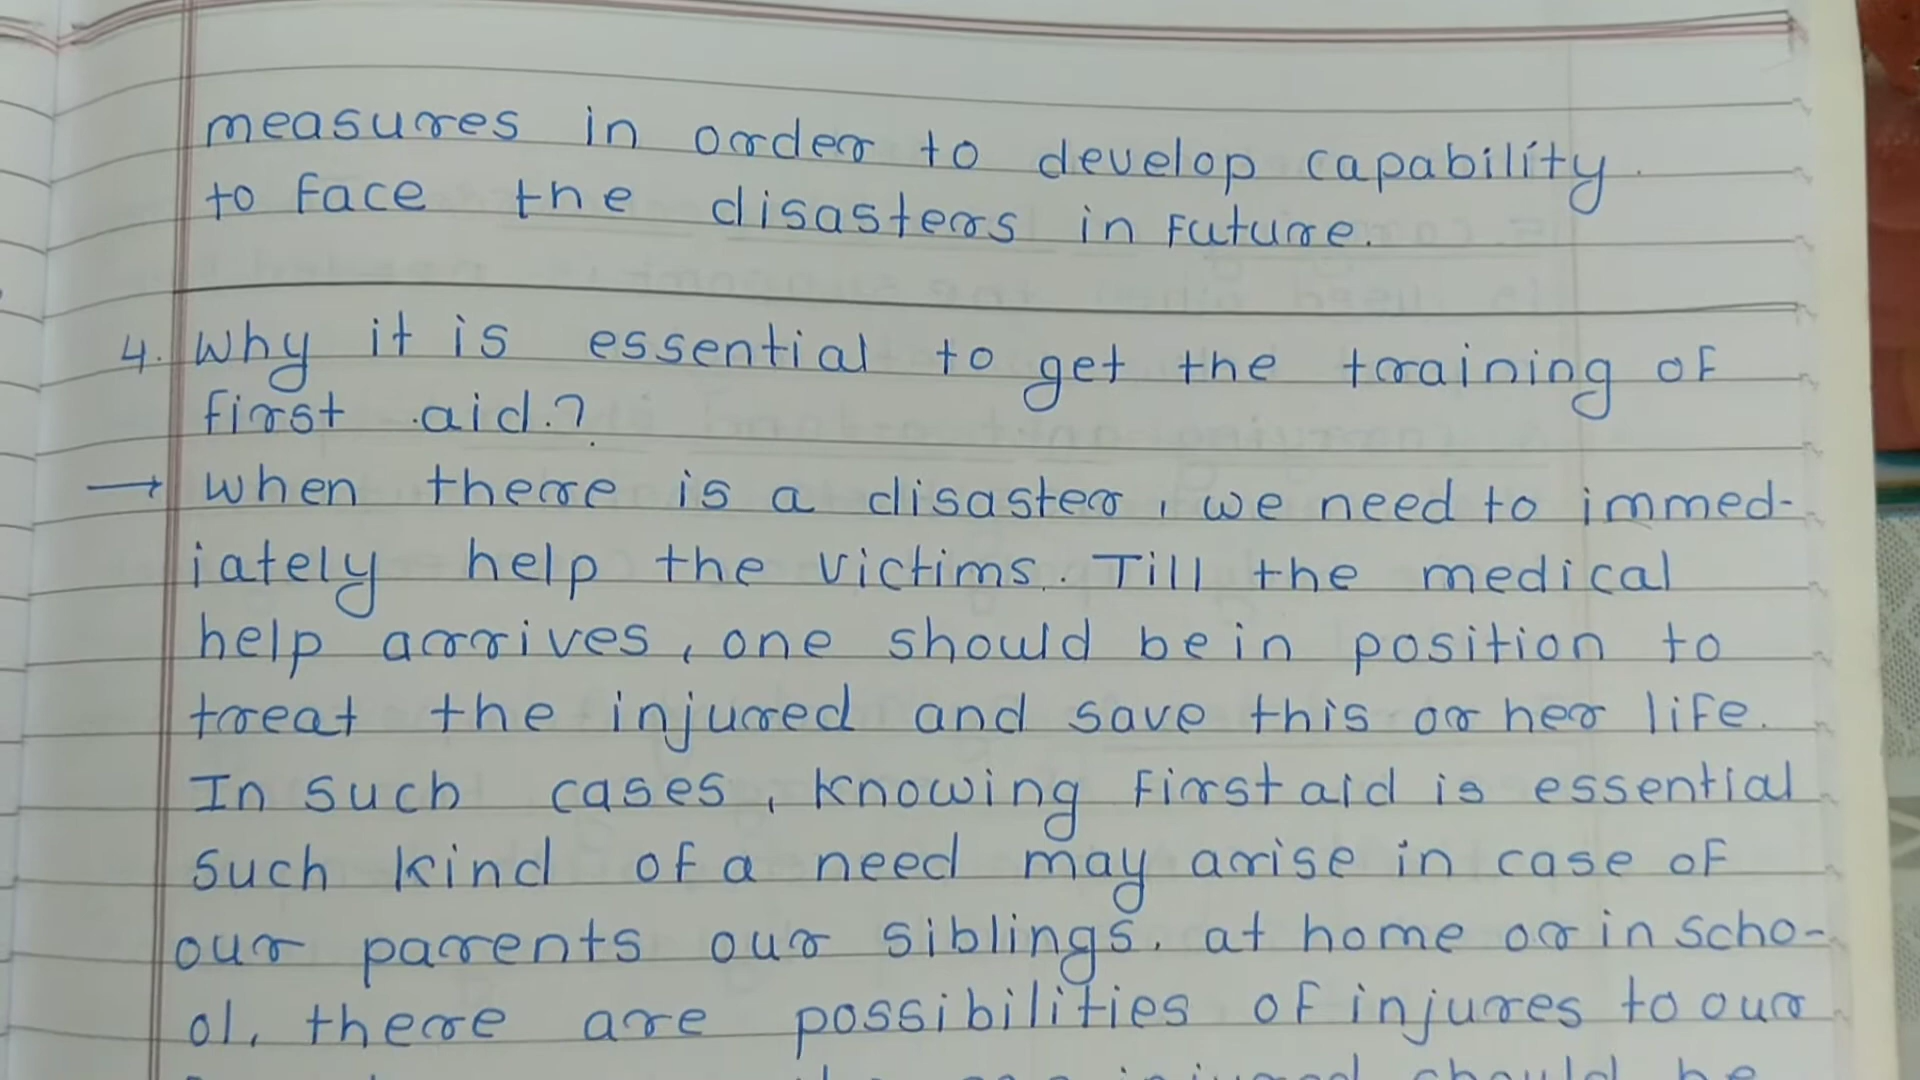 measures in order to develop capability
to face the disasters in future.
4. Why it is essential to get the training of
first aid.?
→ when there is a disaster, we need to immed-
iately help the victims. Till the medical
help arrives, one should be in position to
treat the injured and save this or her life.
In such cases, knowing first aid is essential
such kind of a need may arise in case of
our parents our siblings. at home or in scho-
ol, there are possibilities of injures to our
injured should be